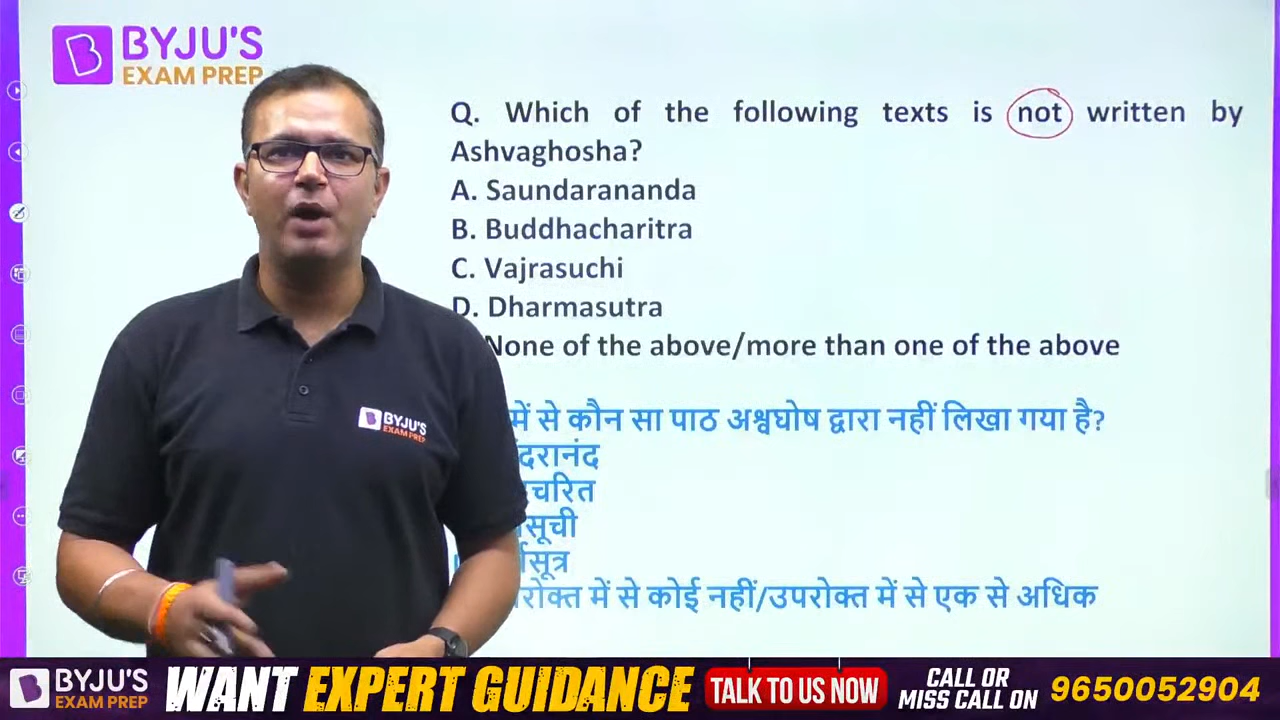 BYJU'S
EXAM PREP
Q. Which of the following texts is not written by
Ashvaghosha?
A. Saundarananda
B. Buddhacharitra
C. Vajrasuchi
D. Dharmasutra
None of the above/more than one of the above
में से कौन सा पाठ अश्वघोष द्वारा नहीं लिखा गया है?
दरानंद
चरित
सूची
सूत्र
रोक्त में से कोई नहीं/उपरोक्त में से एक से अधिक
BYJU'S
EXAM PREP
BYJU'S
EXAM PREP
WANT EXPERT GUIDANCE
TALK TO US NOW
CALL OR
MISS CALL ON
9650052904